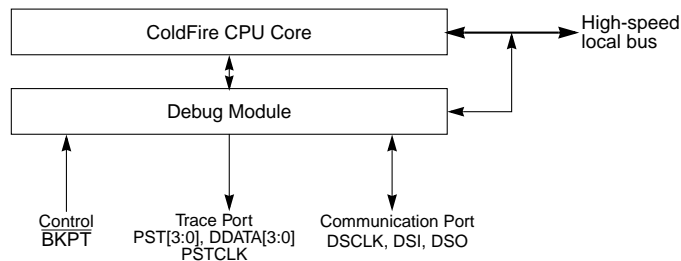 ColdFire CPU Core
High-speed
local bus
Debug Module
Control
BKPT
Trace Port
PST[3:0], DDATA[3:0]
PSTCLK
Communication Port
DSCLK, DSI, DSO